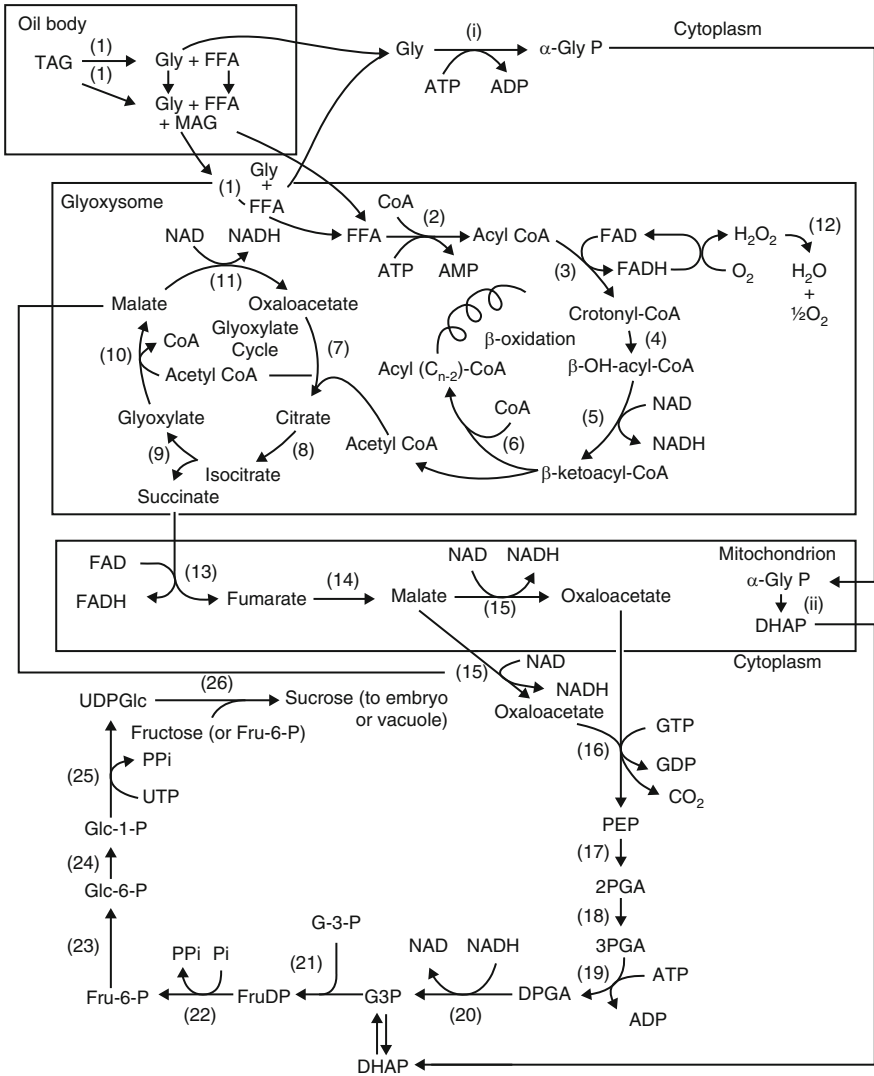 Oil body
TAG
(1)
(1)
Gly + FFA
Gly + FFA
+ MAG
Gly
(i)
α-Gly P
ATP
ADP
Cytoplasm
(1)
Gly
+
FFA
Glyoxysome
FFA
CoA
(2)
Acyl CoA
ATP
AMP
(3)
FAD
FADH
H2O2
O2
(12)
H2O
+
½O2
NAD
NADH
(11)
Malate
Oxaloacetate
Glyoxylate
Cycle
(7)
(10)
CoA
Acetyl CoA
Glyoxylate
Citrate
(9)
(8)
Isocitrate
Succinate
Acetyl CoA
β-oxidation
Acyl (Cn-2)-CoA
CoA
(6)
Crotonyl-CoA
(4)
β-OH-acyl-CoA
(5)
NAD
NADH
β-ketoacyl-CoA
Mitochondrion
FAD
(13)
FADH
Fumarate
(14)
Malate
NAD
NADH
(15)
Oxaloacetate
α-Gly P
(ii)
DHAP
Cytoplasm
(15)
NAD
NADH
Oxaloacetate
UDPGlc
(26)
Sucrose (to embryo
or vacuole)
Fructose (or Fru-6-P)
(16)
GTP
GDP
CO2
(25)
PPi
UTP
Glc-1-P
PEP
(17)
(24)
Glc-6-P
2PGA
(18)
(23)
3PGA
(19)
ATP
ADP
Fru-6-P
PPi
Pi
(22)
FruDP
(21)
G-3-P
G3P
NAD
NADH
(20)
DPGA
DHAP